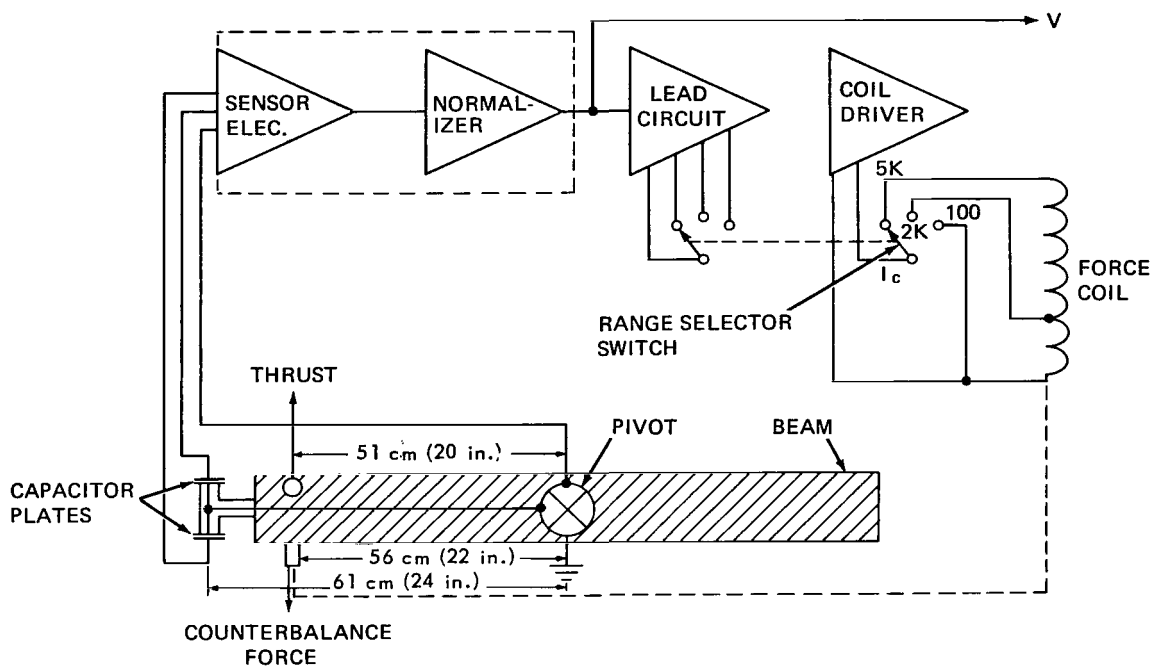 V
SENSOR
ELEC.
NORMAL-
IZER
LEAD
CIRCUIT
COIL
DRIVER
5K
2K
100
Ic
FORCE
COIL
RANGE SELECTOR
SWITCH
THRUST
51 cm (20 in.)
PIVOT
BEAM
CAPACITOR
PLATES
56 cm (22 in.)
61 cm (24 in.)
COUNTERBALANCE
FORCE